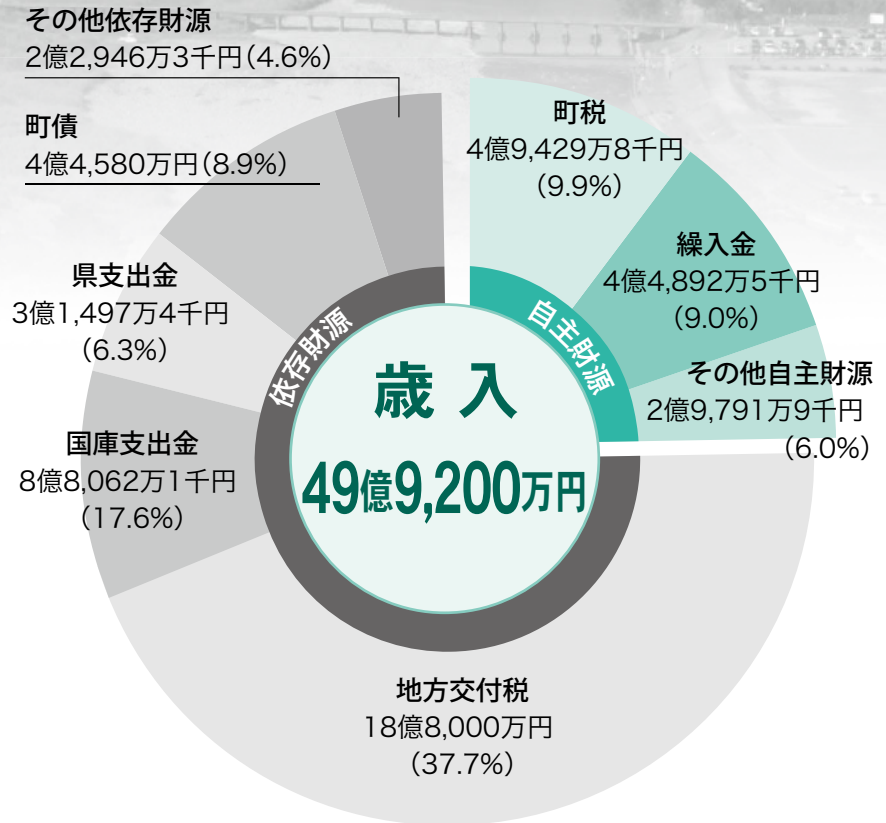 その他依存財源
2億2,946万3千円(4.6%)
町債
4億4,580万円(8.9%)
県支出金
3億1,497万4千円
(6.3%)
国庫支出金
8億8,062万1千円
(17.6%)
地方交付税
18億8,000万円
(37.7%)
町税
4億9,429万8千円
(9.9%)
繰入金
4億4,892万5千円
(9.0%)
その他自主財源
2億9,791万9千円
(6.0%)
依存財源
自主財源
歳入
49億9,200万円